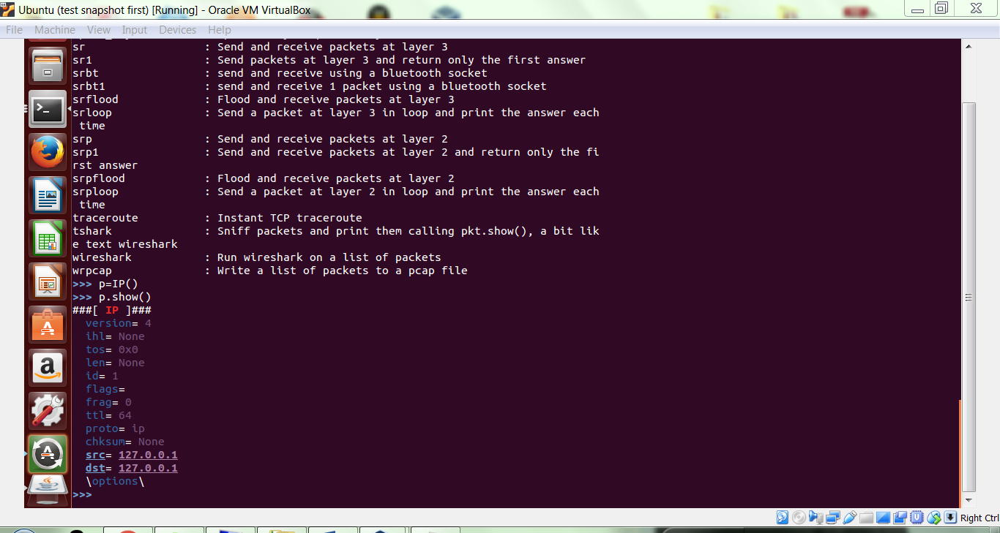 Ubuntu (test snapshot first) [Running] - Oracle VM VirtualBox
File Machine View Input Devices Help
sr : Send and receive packets at layer 3
sr1 : Send packets at layer 3 and return only the first answer
srbt : send and receive using a bluetooth socket
srbt1 : send and receive 1 packet using a bluetooth socket
srflood : Flood and receive packets at layer 3
srloop : Send a packet at layer 3 in loop and print the answer each
time
srp : Send and receive packets at layer 2
srp1 : Send and receive packets at layer 2 and return only the fi
rst answer
srpflood : Flood and receive packets at layer 2
srploop : Send a packet at layer 2 in loop and print the answer each
time
traceroute : Instant TCP traceroute
tshark : Sniff packets and print them calling pkt.show(), a bit lik
e text wireshark
wireshark : Run wireshark on a list of packets
wrpcap : Write a list of packets to a pcap file
>>> p=IP()
>>> p.show()
###[ IP ]###
version= 4
ihl= None
tos= 0x0
len= None
id= 1
flags=
frag= 0
ttl= 64
proto= ip
chksum= None
src= 127.0.0.1
dst= 127.0.0.1
\options\
>>>
Right Ctrl